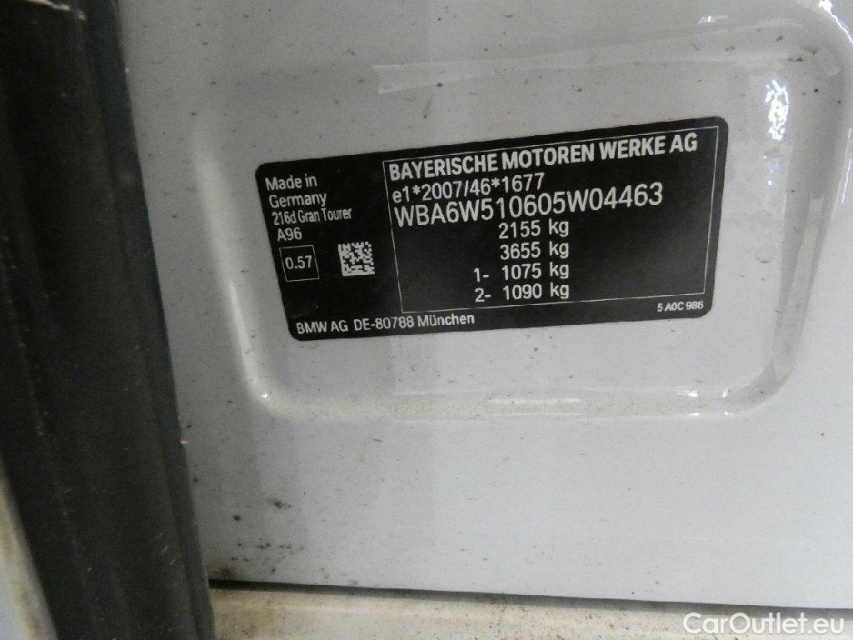 Made in
Germany
216d Gran Tourer
A96
0.57
BAYERISCHE MOTOREN WERKE AG
e1*2007/46*1677
WBA6W510605W04463
2155 kg
3655 kg
1- 1075 kg
2- 1090 kg
BMW AG DE-80788 München
5 A0C 986
CarOutlet.eu